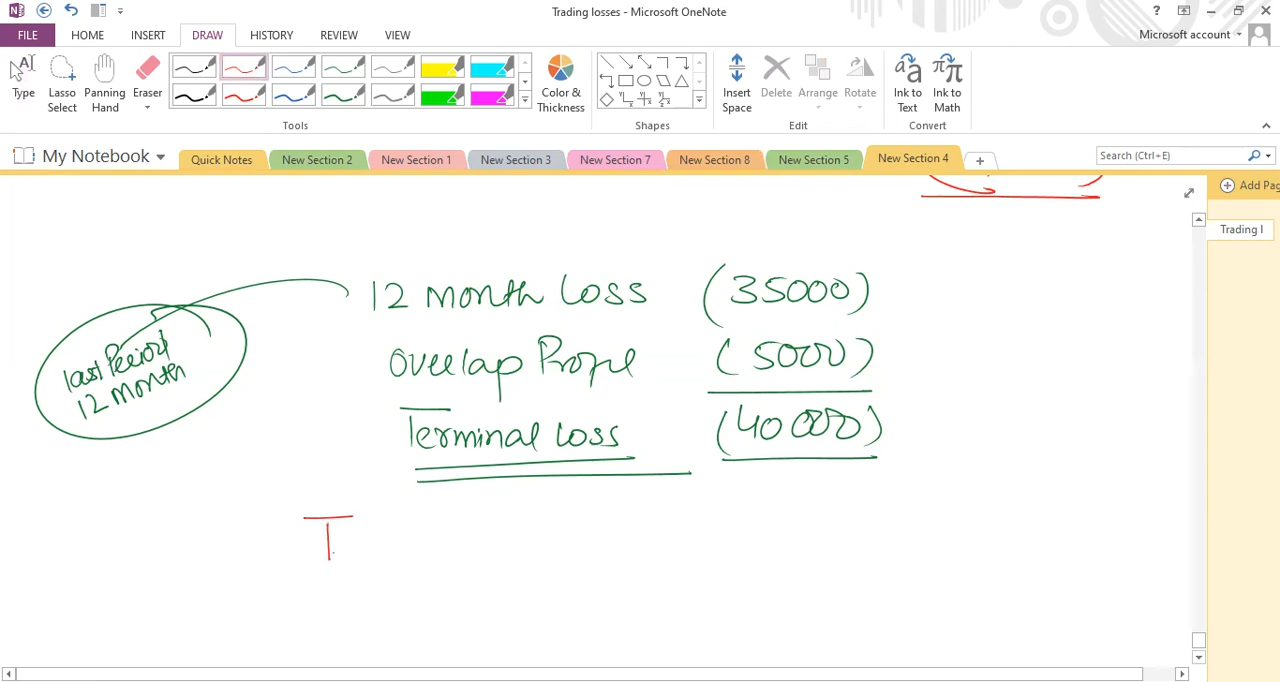 Trading losses - Microsoft OneNote
?
FILE
HOME
INSERT
DRAW
HISTORY
REVIEW
VIEW
Microsoft account
Type
Lasso Select
Panning Hand
Eraser
Color & Thickness
Insert Space
Delete
Arrange
Rotate
Ink to Text
Ink to Math
Tools
Shapes
Edit
Convert
My Notebook
Quick Notes
New Section 2
New Section 1
New Section 3
New Section 7
New Section 8
New Section 5
New Section 4
Search (Ctrl+E)
Add Pag
Trading l
12 month Loss (35000)
overlap (5000)
Terminal Loss (40000)
last Period
12 month
T